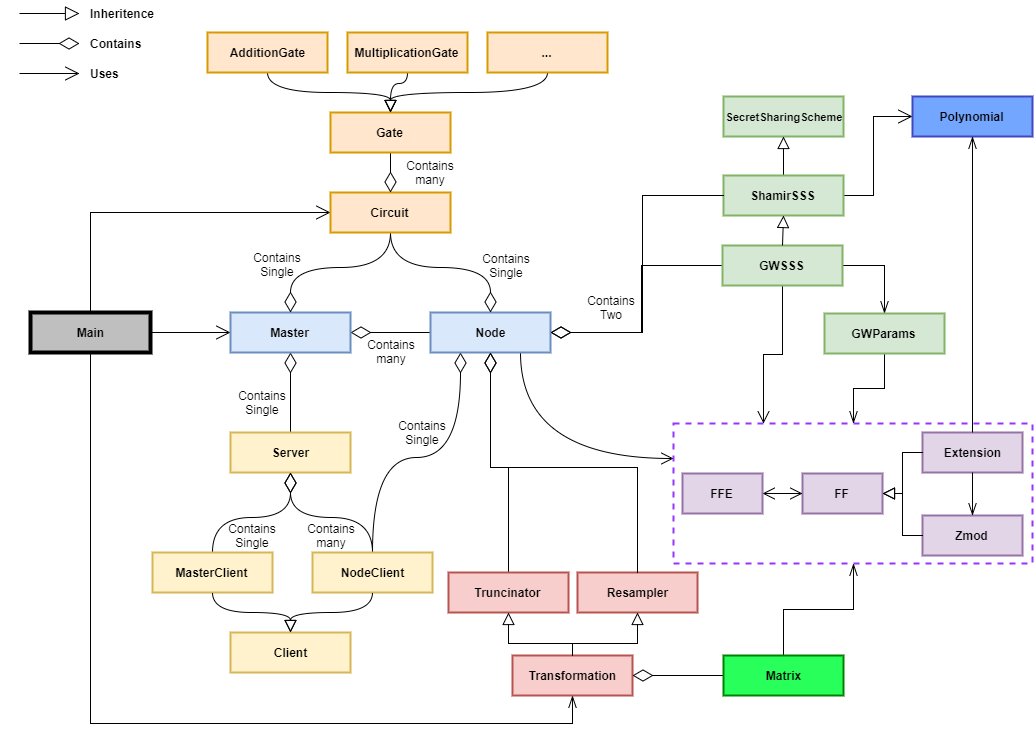 Inheritence
Contains
Uses
AdditionGate
MultiplicationGate
...
Gate
Contains
many
Circuit
Contains
Single
Contains
Single
Main
Master
Contains
many
Node
Contains
Two
SecretSharingScheme
Polynomial
ShamirSSS
GWSSS
GWParams
Contains
Single
Contains
Single
Server
Contains
Single
Contains
many
MasterClient
NodeClient
Client
Extension
FFE
FF
Zmod
Truncinator
Resampler
Transformation
Matrix